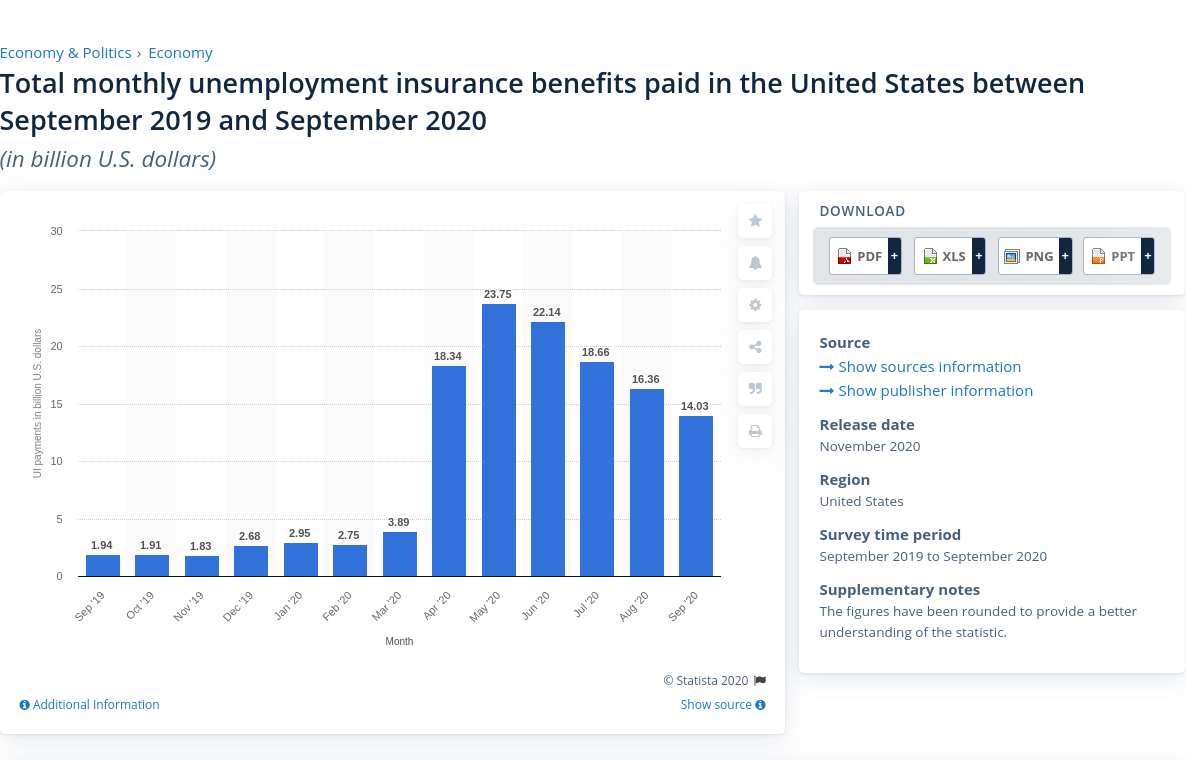 Economy & Politics › Economy
Total monthly unemployment insurance benefits paid in the United States between
September 2019 and September 2020
(in billion U.S. dollars)
30
25
20
15
10
5
0
UI payments in billion U.S. dollars
1.94
1.91
1.83
2.68
2.95
2.75
3.89
18.34
23.75
22.14
18.66
16.36
14.03
Sep '19
Oct '19
Nov '19
Dec '19
Jan '20
Feb '20
Mar '20
Apr '20
May '20
Jun '20
Jul '20
Aug '20
Sep '20
Month
© Statista 2020
Additional Information
Show source
DOWNLOAD
PDF + XLS + PNG + PPT +
Source
Show sources information
Show publisher information
Release date
November 2020
Region
United States
Survey time period
September 2019 to September 2020
Supplementary notes
The figures have been rounded to provide a better
understanding of the statistic.